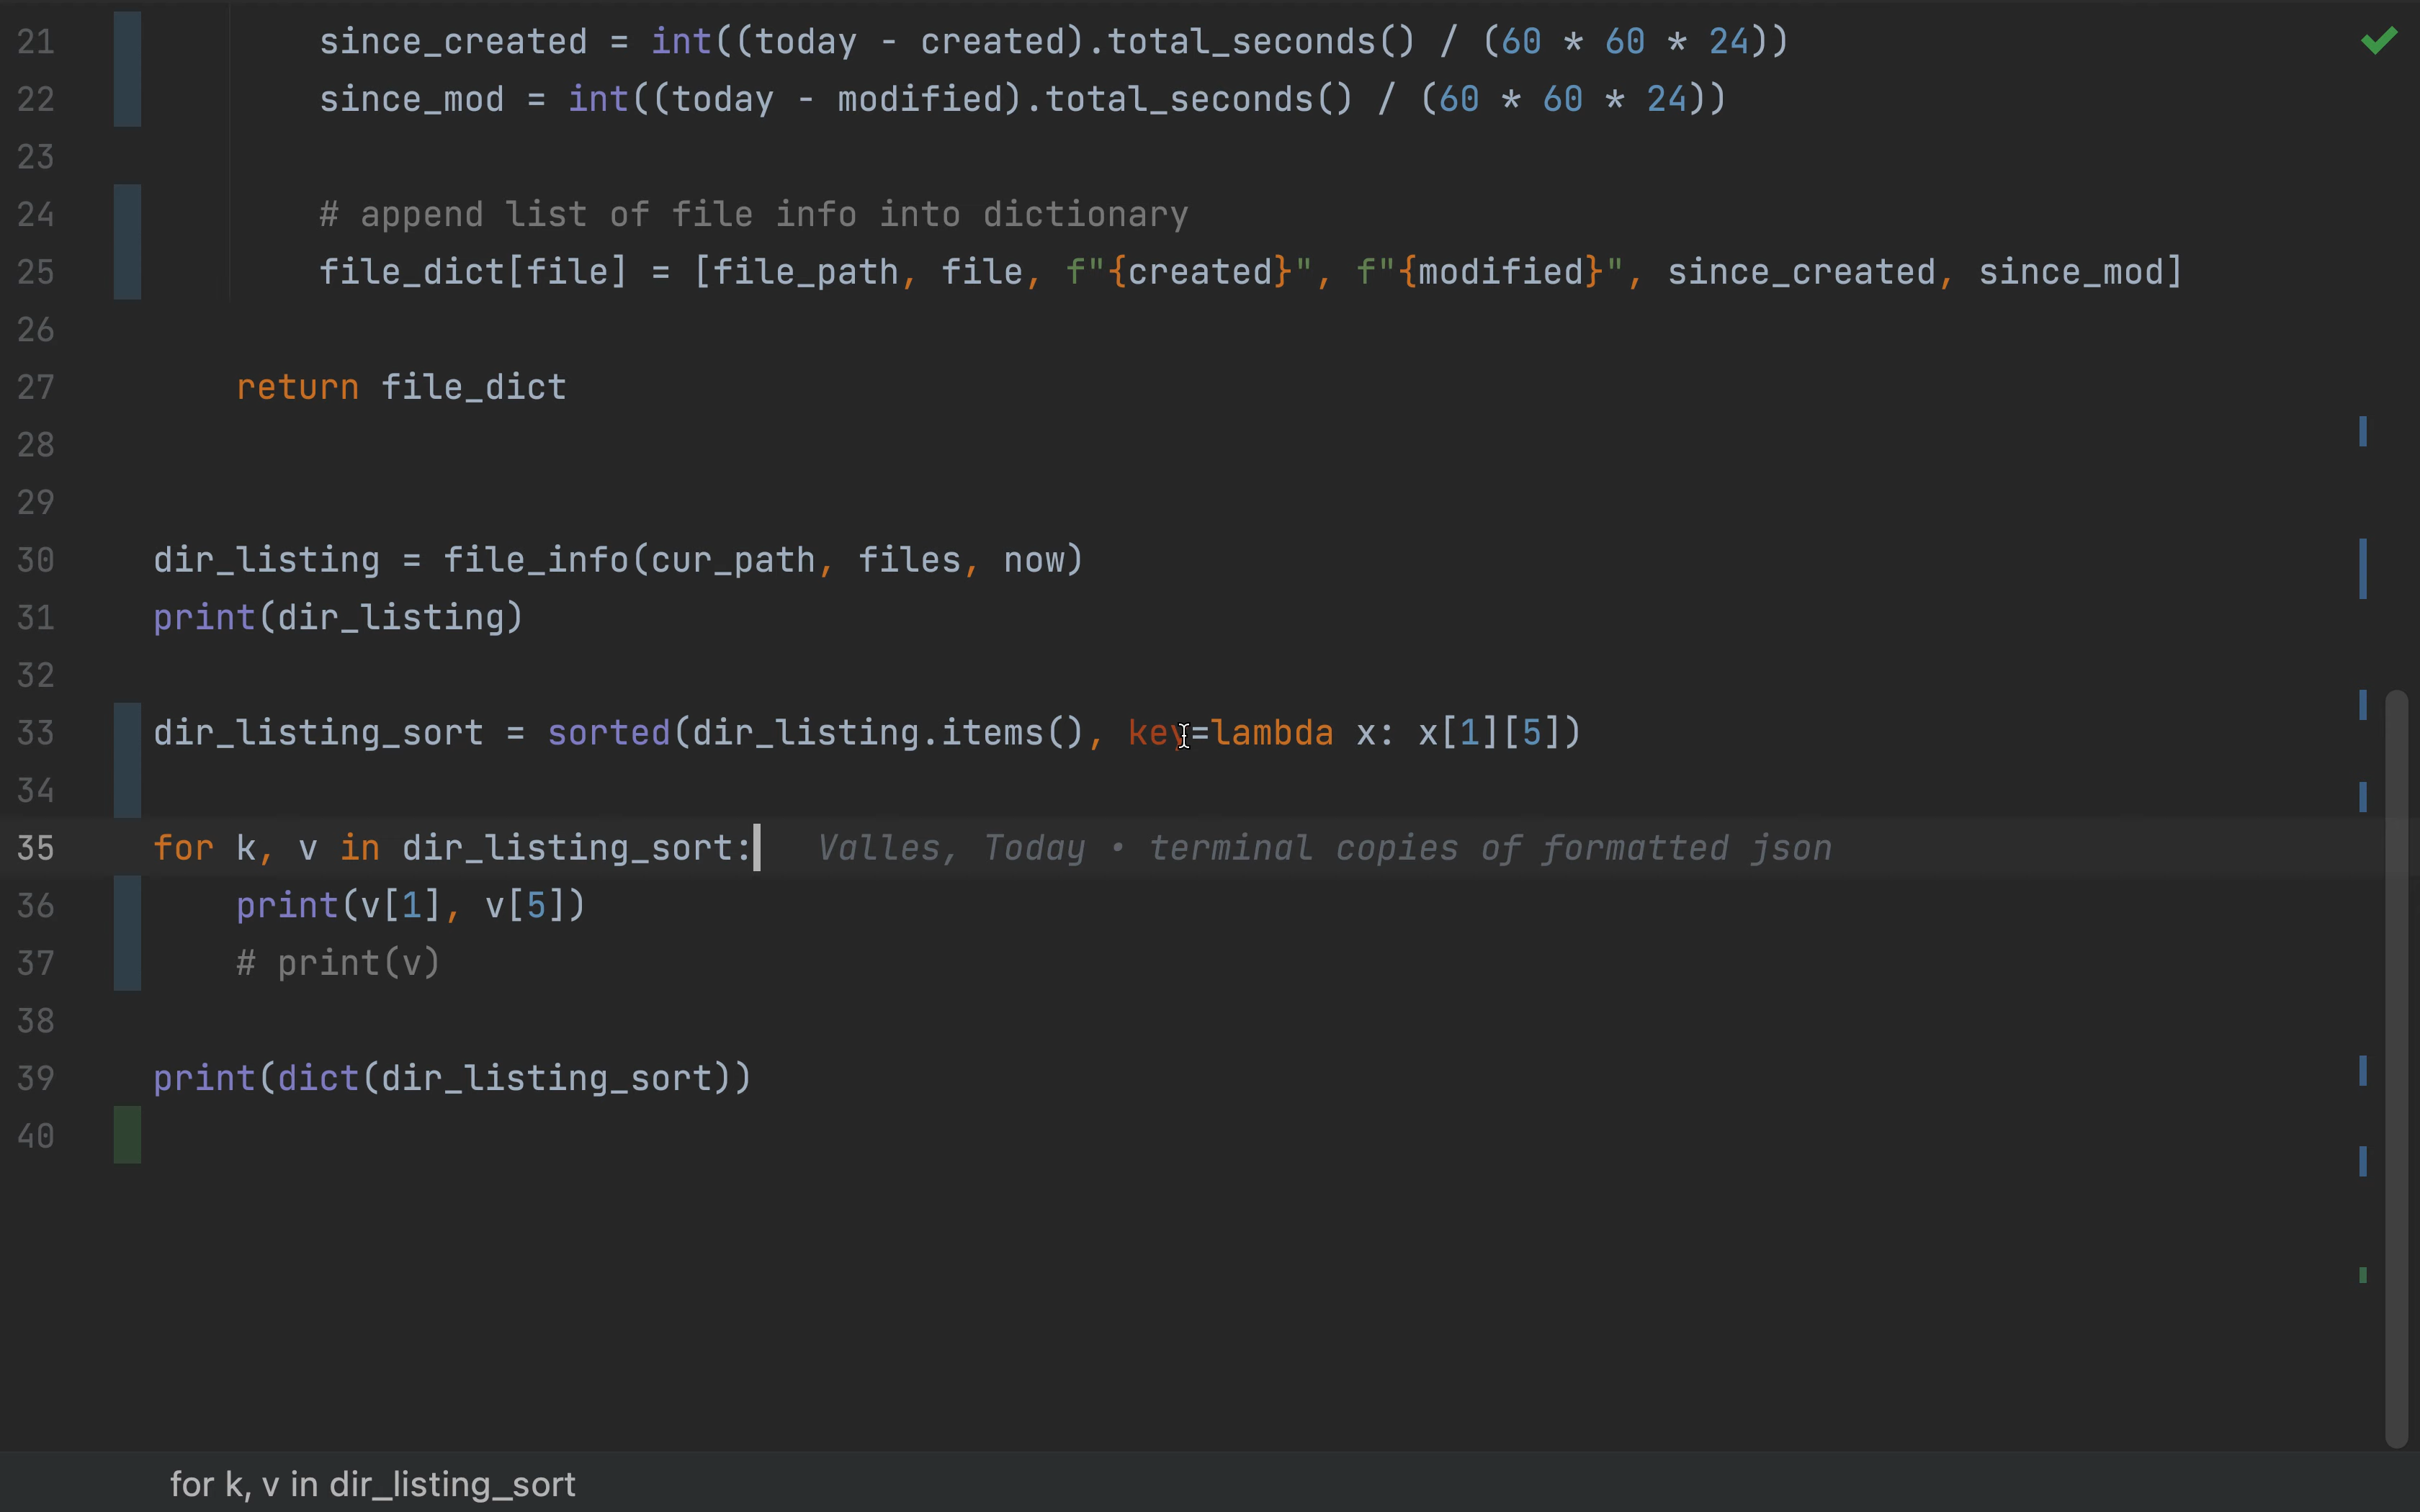 21 since_created = int((today - created).total_seconds() / (60 * 60 * 24))
22 since_mod = int((today - modified).total_seconds() / (60 * 60 * 24))
23
24 # append list of file info into dictionary
25 file_dict[file] = [file_path, file, f"{created}", f"{modified}", since_created, since_mod]
26
27 return file_dict
28
29
30 dir_listing = file_info(cur_path, files, now)
31 print(dir_listing)
32
33 dir_listing_sort = sorted(dir_listing.items(), key=lambda x: x[1][5])
34
35 for k, v in dir_listing_sort: Valles, Today • terminal copies of formatted json
36 print(v[1], v[5])
37 # print(v)
38
39 print(dict(dir_listing_sort))
40
for k, v in dir_listing_sort